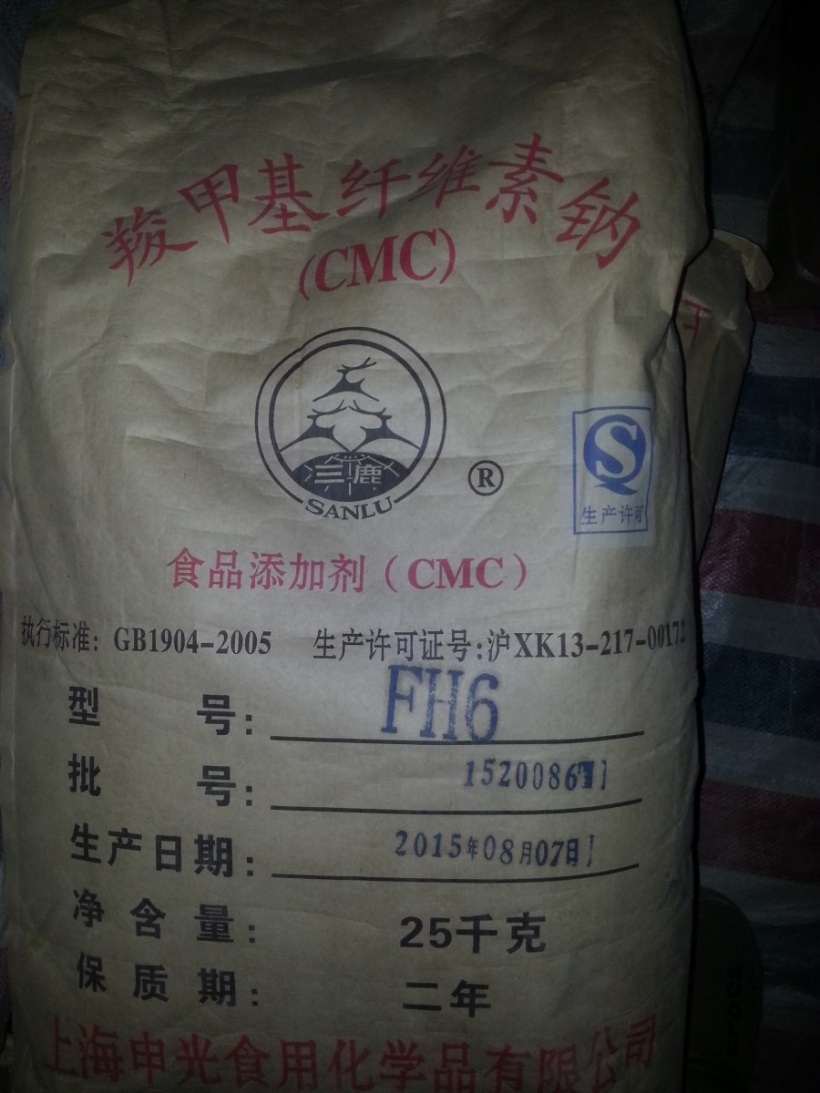 羧甲基纤维素钠
(CMC)
三鹿
SANLU
®
生产许可
食品添加剂（CMC）
执行标准: GB1904-2005 生产许可证号:沪XK13-217-00172
型 号: FH6
批 号: 1520086
生产日期: 2015年08月07日
净 含 量: 25千克
保 质 期: 二年
上海申光食用化学品有限公司